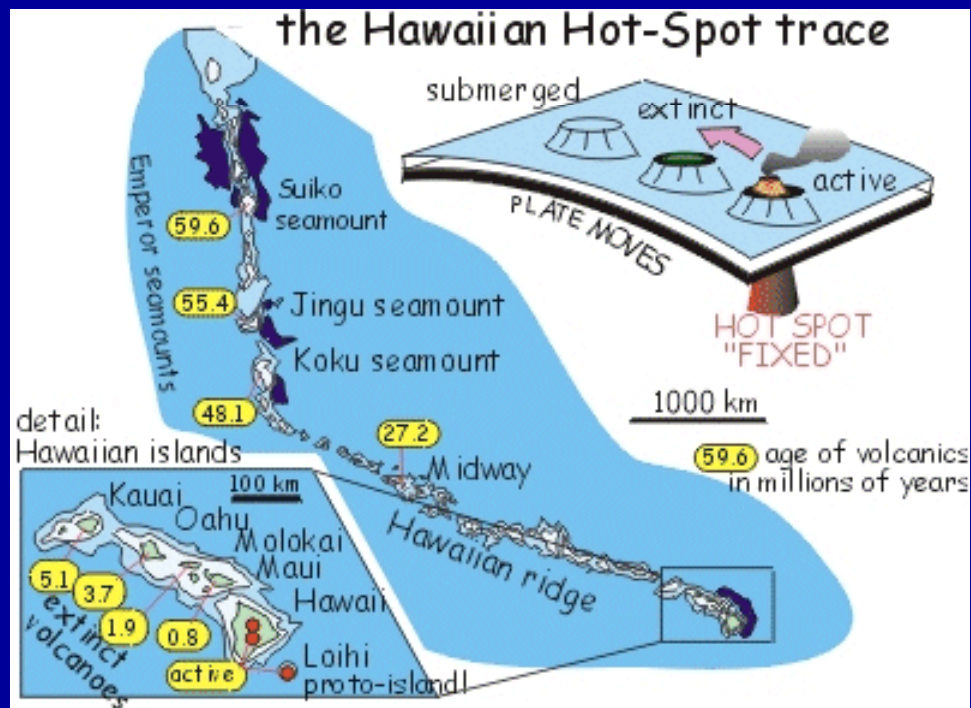 the Hawaiian Hot-Spot trace
submerged
extinct
active
PLATE MOVES
HOT SPOT
"FIXED"
Emperor seamounts
Suiko
seamount
59.6
55.4
Jingu seamount
Koku seamount
48.1
27.2
Midway
Hawaiian ridge
1000 km
59.6 age of volcanics
in millions of years
detail:
Hawaiian islands
100 km
Kauai
Oahu
Molokai
Maui
Hawaii
5.1
3.7
1.9
0.8
active
extinct
volcanoes
Loihi
proto-island!